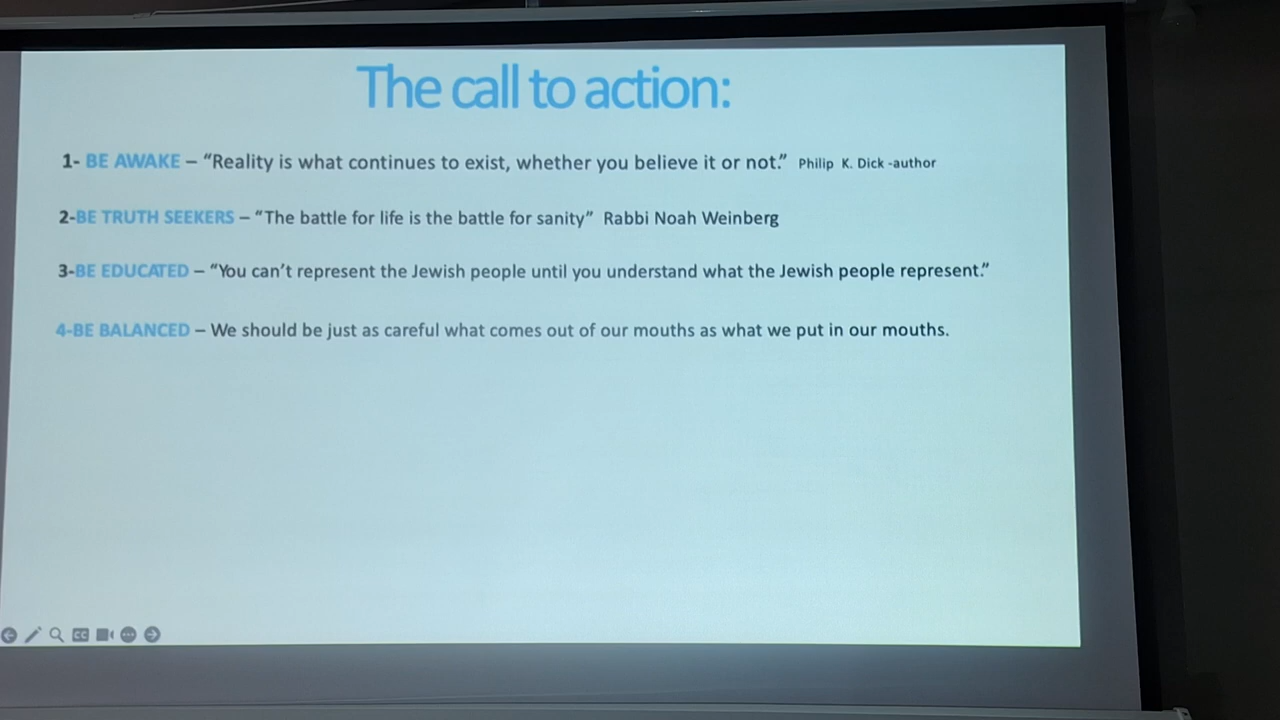 The call to action:
1- BE AWAKE – “Reality is what continues to exist, whether you believe it or not.” Philip K. Dick -author
2-BE TRUTH SEEKERS – “The battle for life is the battle for sanity” Rabbi Noah Weinberg
3-BE EDUCATED – “You can’t represent the Jewish people until you understand what the Jewish people represent.”
4-BE BALANCED – We should be just as careful what comes out of our mouths as what we put in our mouths.
CC